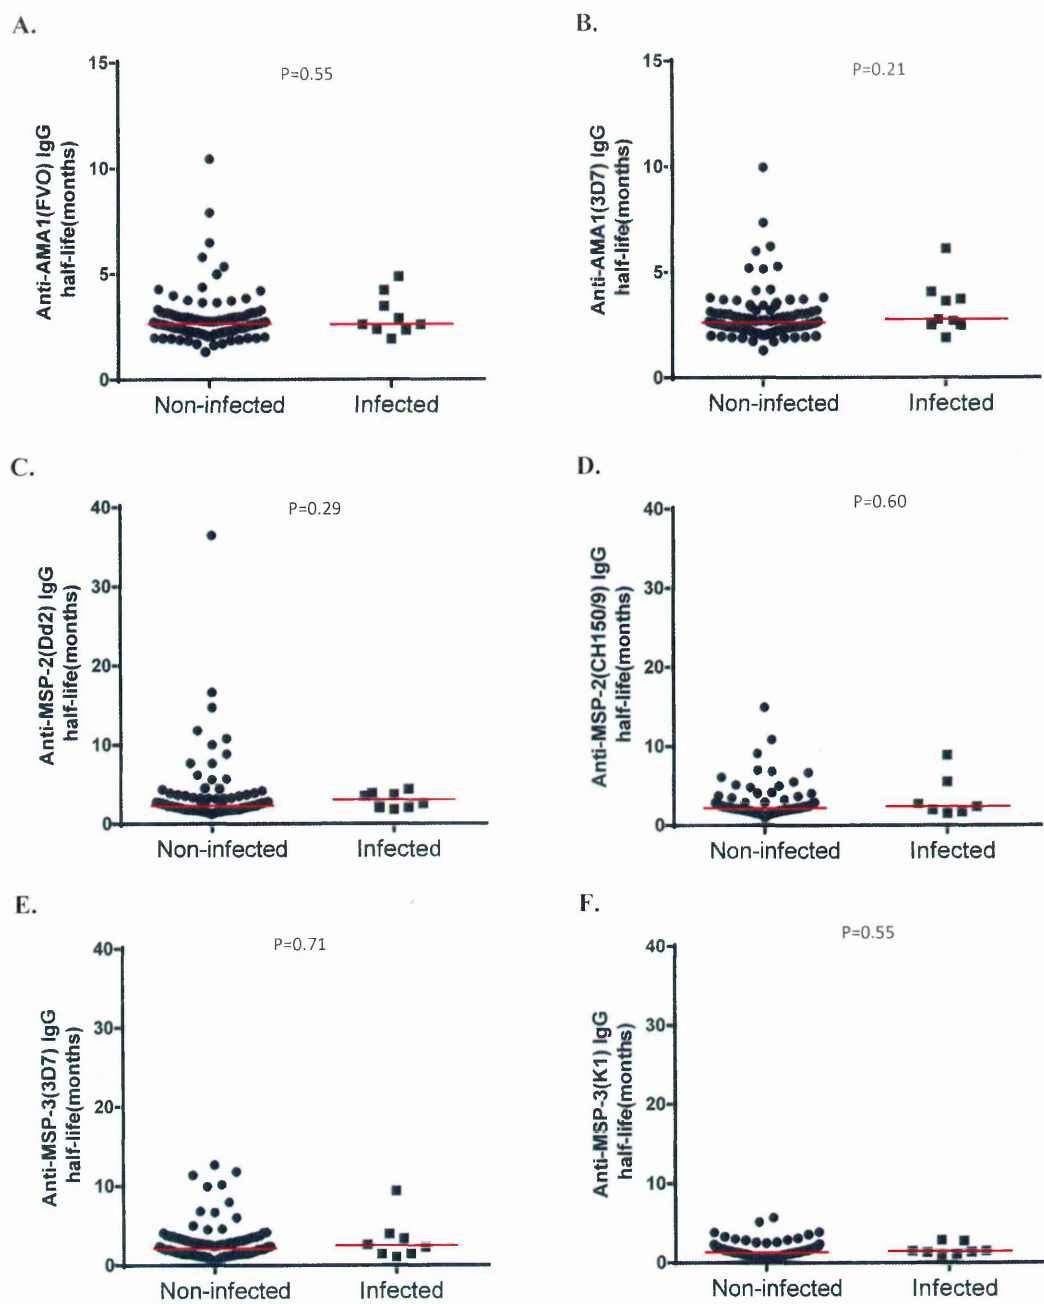 A.
P=0.55
Anti-AMA1(FVO) IgG
half-life(months)
15
10
5
0
Non-infected
Infected
B.
P=0.21
Anti-AMA1(3D7) IgG
half-life(months)
15
10
5
0
Non-infected
Infected
C.
P=0.29
Anti-MSP-2(Dd2) IgG
half-life(months)
40
30
20
10
0
Non-infected
Infected
D.
P=0.60
Anti-MSP-2(CH150/9) IgG
half-life(months)
40
30
20
10
0
Non-infected
Infected
E.
P=0.71
Anti-MSP-3(3D7) IgG
half-life(months)
40
30
20
10
0
Non-infected
Infected
F.
P=0.55
Anti-MSP-3(K1) IgG
half-life(months)
40
30
20
10
0
Non-infected
Infected